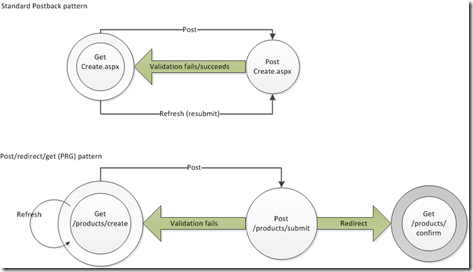 Standard Postback pattern
Post
Get
Create.aspx
Validation fails/succeeds
Post
Create.aspx
Refresh (resubmit)
Post/redirect/get (PRG) pattern
Post
Refresh
Get
/products/create
Validation fails
Post
/products/submit
Redirect
Get
/products/
confirm